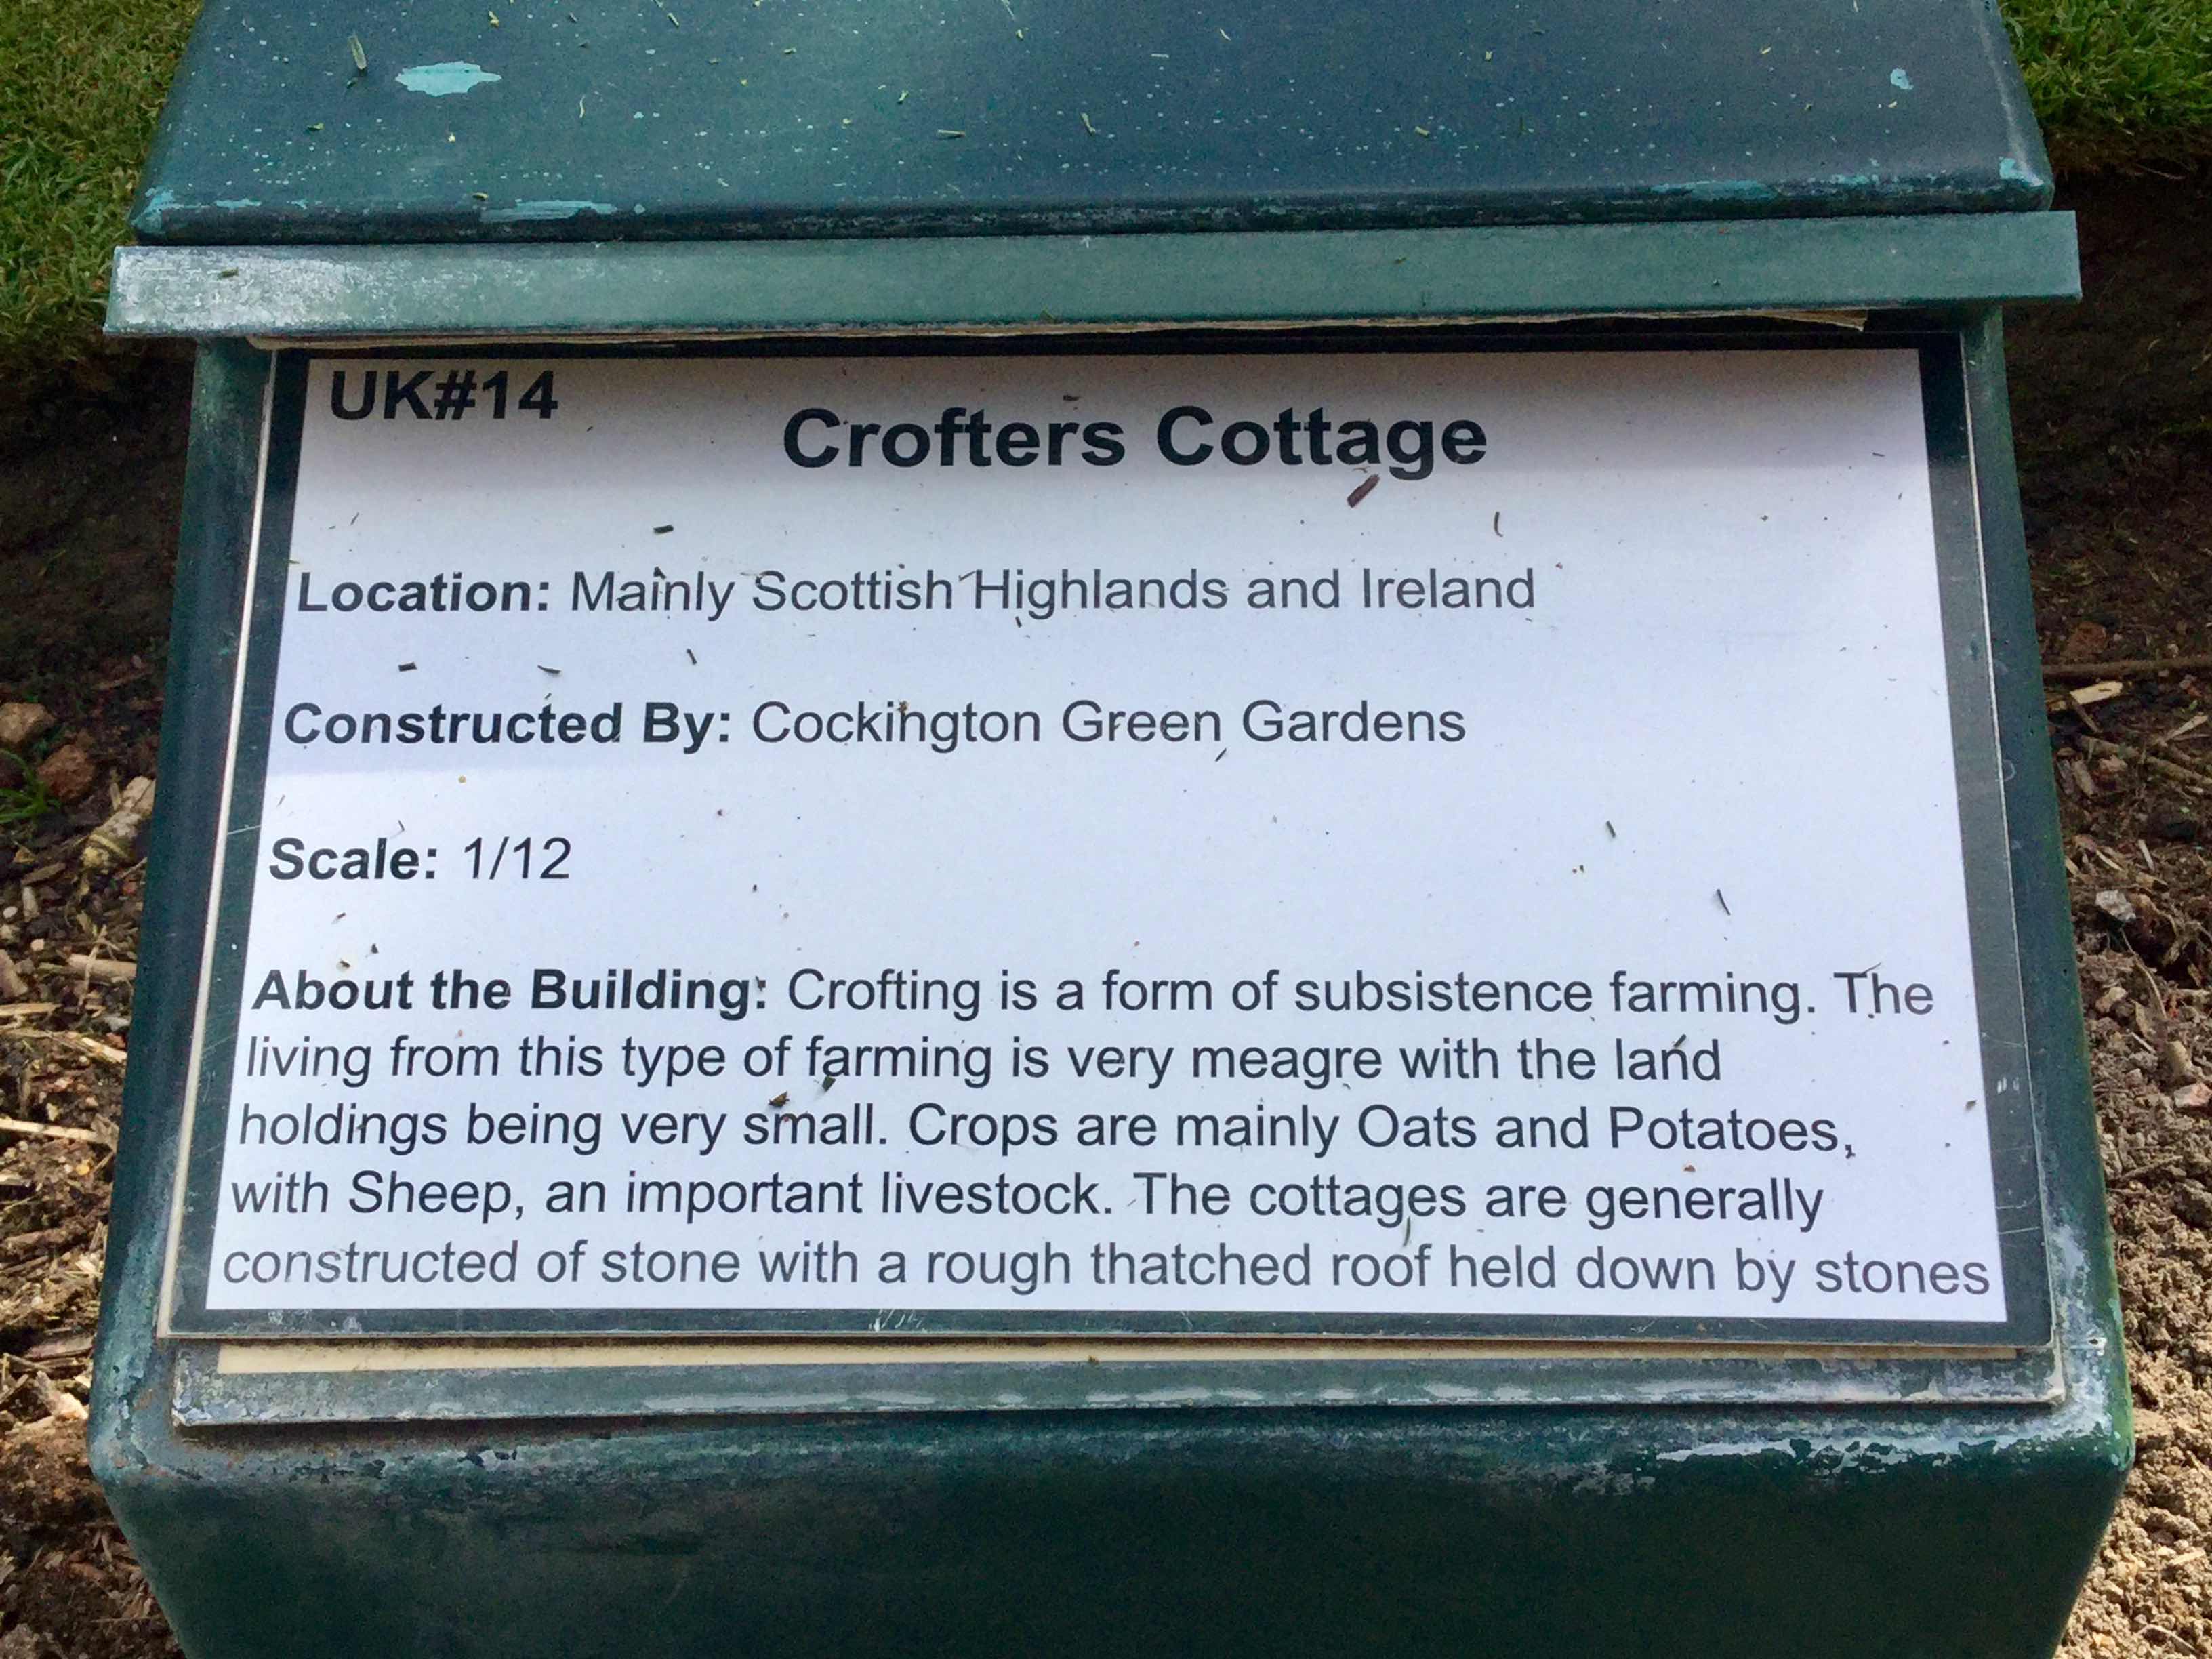 UK#14
Crofters Cottage
Location: Mainly Scottish Highlands and Ireland
Constructed By: Cockington Green Gardens
Scale: 1/12
About the Building: Crofting is a form of subsistence farming. The
living from this type of farming is very meagre with the land
holdings being very small. Crops are mainly Oats and Potatoes,
with Sheep, an important livestock. The cottages are generally
constructed of stone with a rough thatched roof held down by stones